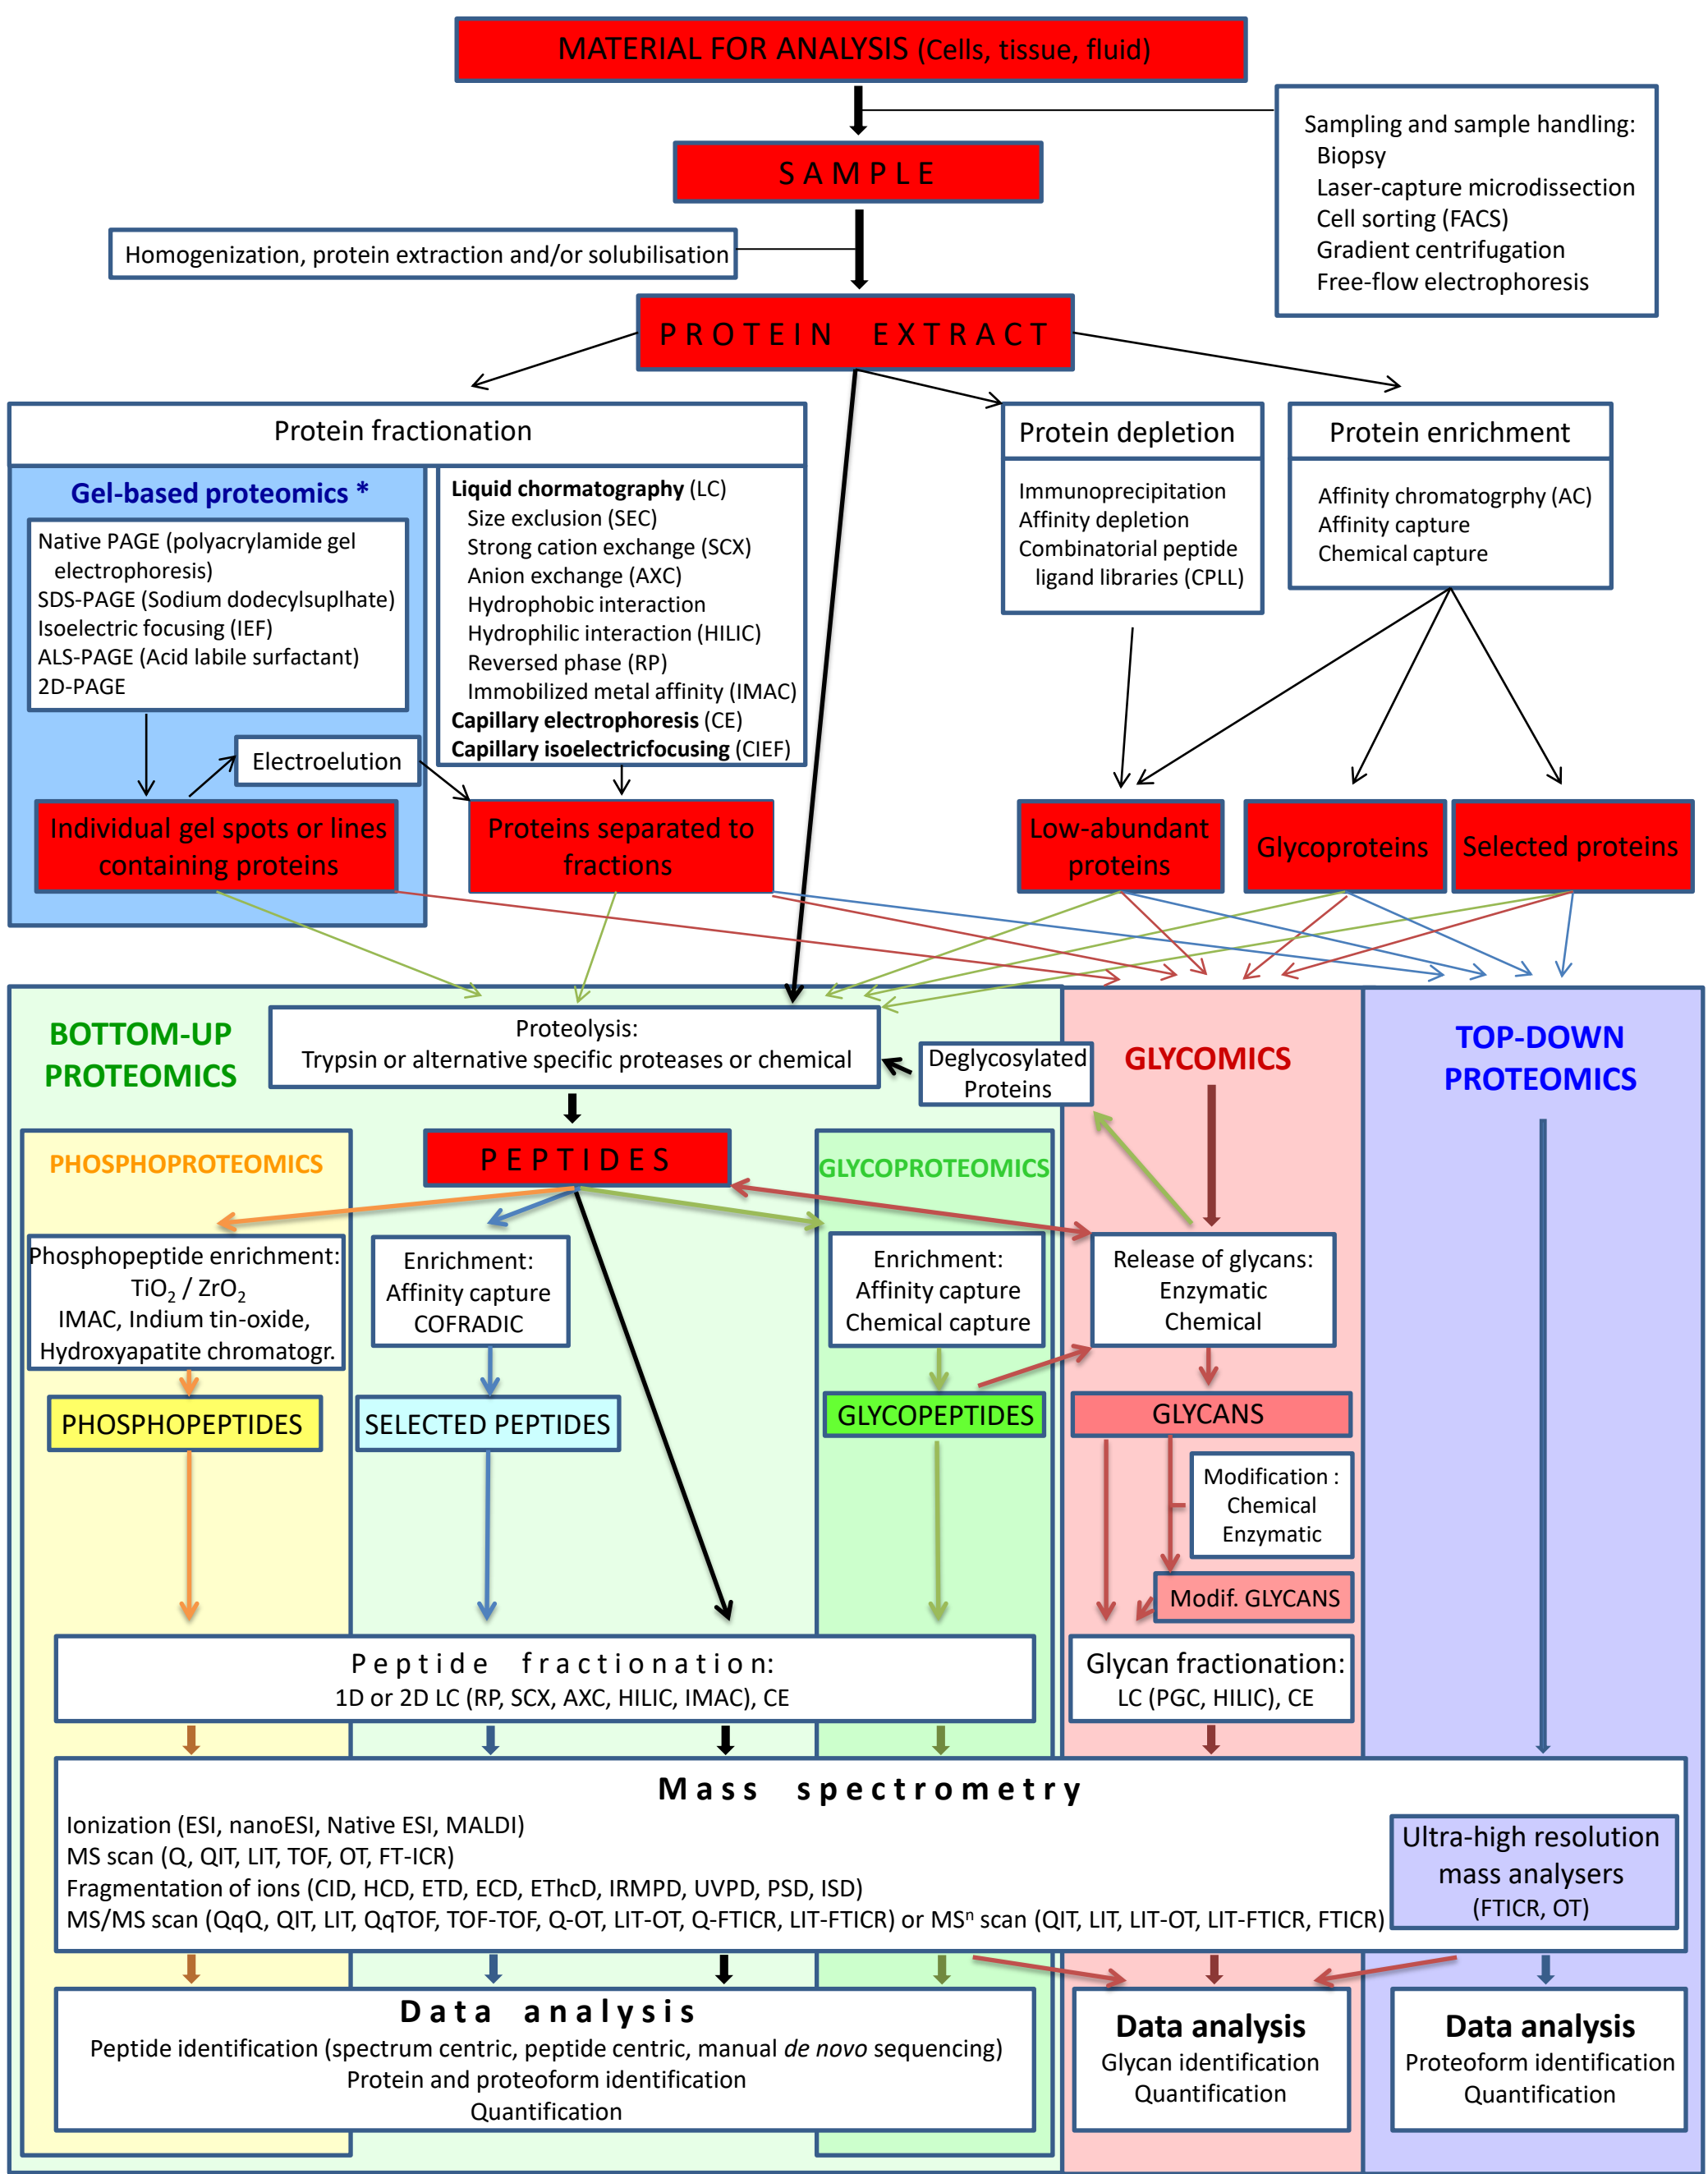 MATERIAL FOR ANALYSIS (Cells, tissue, fluid)
Sampling and sample handling:
Biopsy
Laser-capture microdissection
Cell sorting (FACS)
Gradient centrifugation
Free-flow electrophoresis
SAMPLE
Homogenization, protein extraction and/or solubilisation
PROTEIN EXTRACT
Protein fractionation
Gel-based proteomics *
Native PAGE (polyacrylamide gel
electrophoresis)
SDS-PAGE (Sodium dodecylsuplhate)
Isoelectric focusing (IEF)
ALS-PAGE (Acid labile surfactant)
2D-PAGE
Electroelution
Individual gel spots or lines
containing proteins
Liquid chormatography (LC)
Size exclusion (SEC)
Strong cation exchange (SCX)
Anion exchange (AXC)
Hydrophobic interaction
Hydrophilic interaction (HILIC)
Reversed phase (RP)
Immobilized metal affinity (IMAC)
Capillary electrophoresis (CE)
Capillary isoelectricfocusing (CIEF)
Proteins separated to
fractions
Protein depletion
Immunoprecipitation
Affinity depletion
Combinatorial peptide
ligand libraries (CPLL)
Protein enrichment
Affinity chromatogrphy (AC)
Affinity capture
Chemical capture
Low-abundant
proteins
Glycoproteins
Selected proteins
BOTTOM-UP
PROTEOMICS
Proteolysis:
Trypsin or alternative specific proteases or chemical
Deglycosylated
Proteins
GLYCOMICS
TOP-DOWN
PROTEOMICS
PHOSPHOPROTEOMICS
PEPTIDES
GLYCOPROTEOMICS
Phosphopeptide enrichment:
TiO₂ / ZrO₂
IMAC, Indium tin-oxide,
Hydroxyapatite chromatogr.
Enrichment:
Affinity capture
COFRADIC
Enrichment:
Affinity capture
Chemical capture
Release of glycans:
Enzymatic
Chemical
PHOSPHOPEPTIDES
SELECTED PEPTIDES
GLYCOPEPTIDES
GLYCANS
Modification :
Chemical
Enzymatic
Modif. GLYCANS
Peptide fractionation:
1D or 2D LC (RP, SCX, AXC, HILIC, IMAC), CE
Glycan fractionation:
LC (PGC, HILIC), CE
Mass spectrometry
Ionization (ESI, nanoESI, Native ESI, MALDI)
MS scan (Q, QIT, LIT, TOF, OT, FT-ICR)
Fragmentation of ions (CID, HCD, ETD, ECD, EThcD, IRMPD, UVPD, PSD, ISD)
MS/MS scan (QqQ, QIT, LIT, QqTOF, TOF-TOF, Q-OT, LIT-OT, Q-FTICR, LIT-FTICR) or MSⁿ scan (QIT, LIT, LIT-OT, LIT-FTICR, FTICR)
Ultra-high resolution
mass analysers
(FTICR, OT)
Data analysis
Peptide identification (spectrum centric, peptide centric, manual de novo sequencing)
Protein and proteoform identification
Quantification
Data analysis
Glycan identification
Quantification
Data analysis
Proteoform identification
Quantification